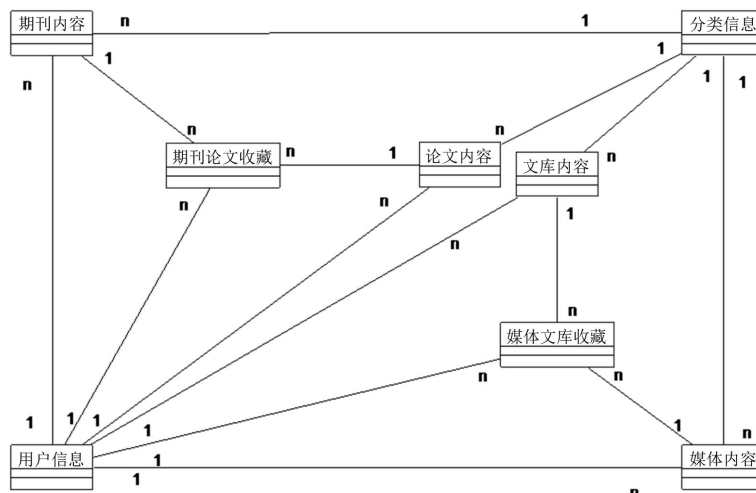 期刊内容 n 1 分类信息
1 1
n 1 1
n n
期刊论文收藏 n 1 论文内容
文库内容 n
n n 1
n
n
媒体文库收藏
n n
1 1 1 1 1 n
用户信息 1 媒体内容
1 n